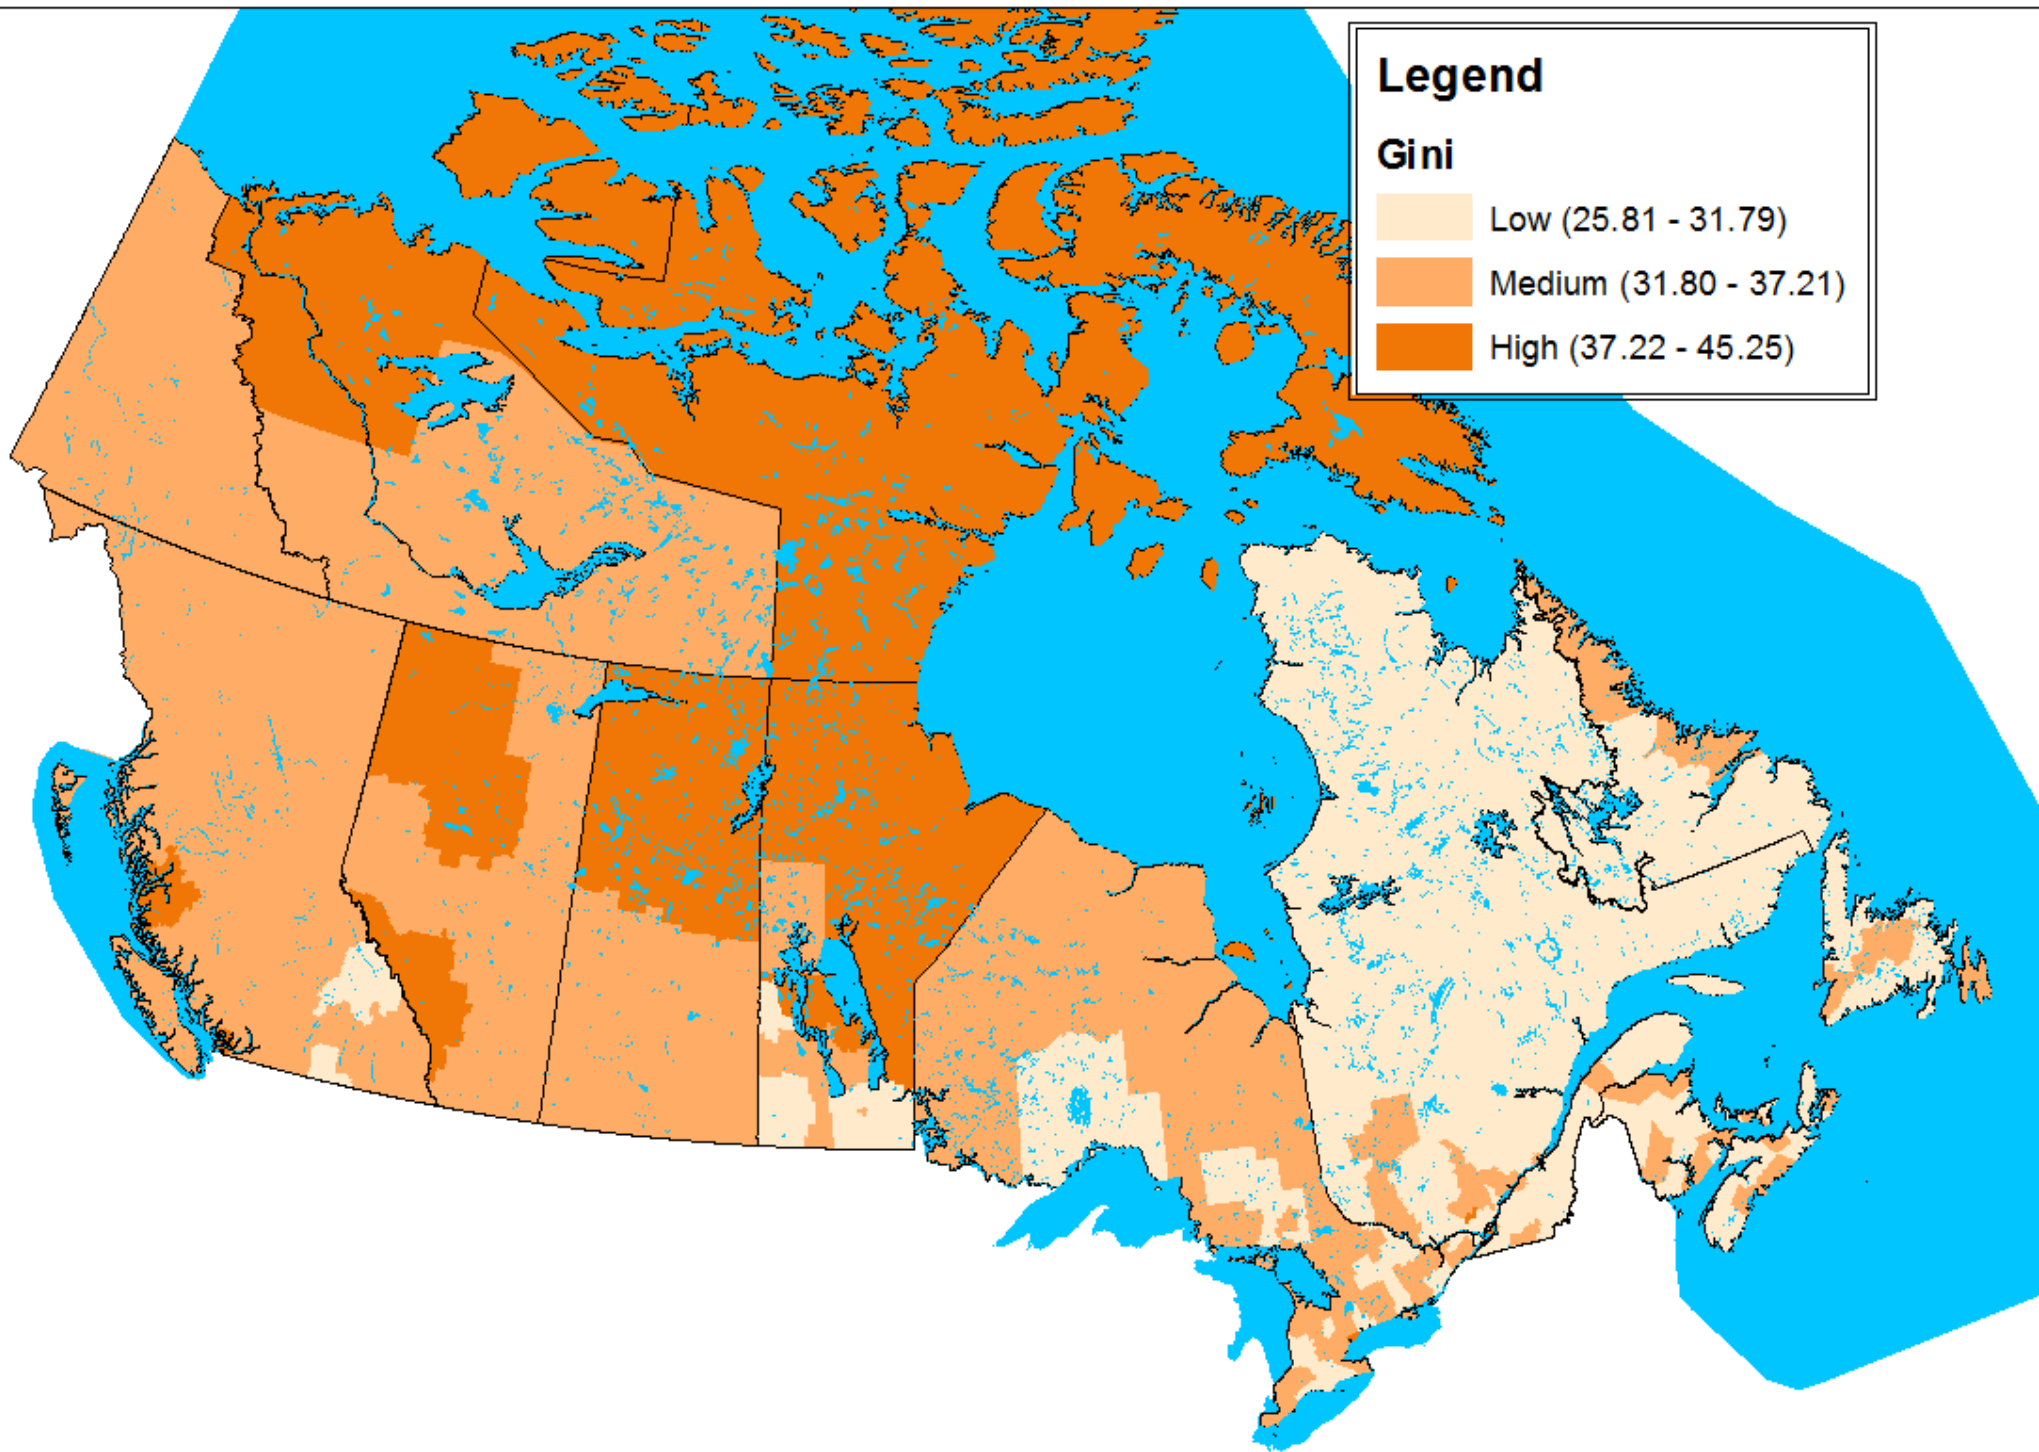 Legend
Gini
Low (25.81 - 31.79)
Medium (31.80 - 37.21)
High (37.22 - 45.25)